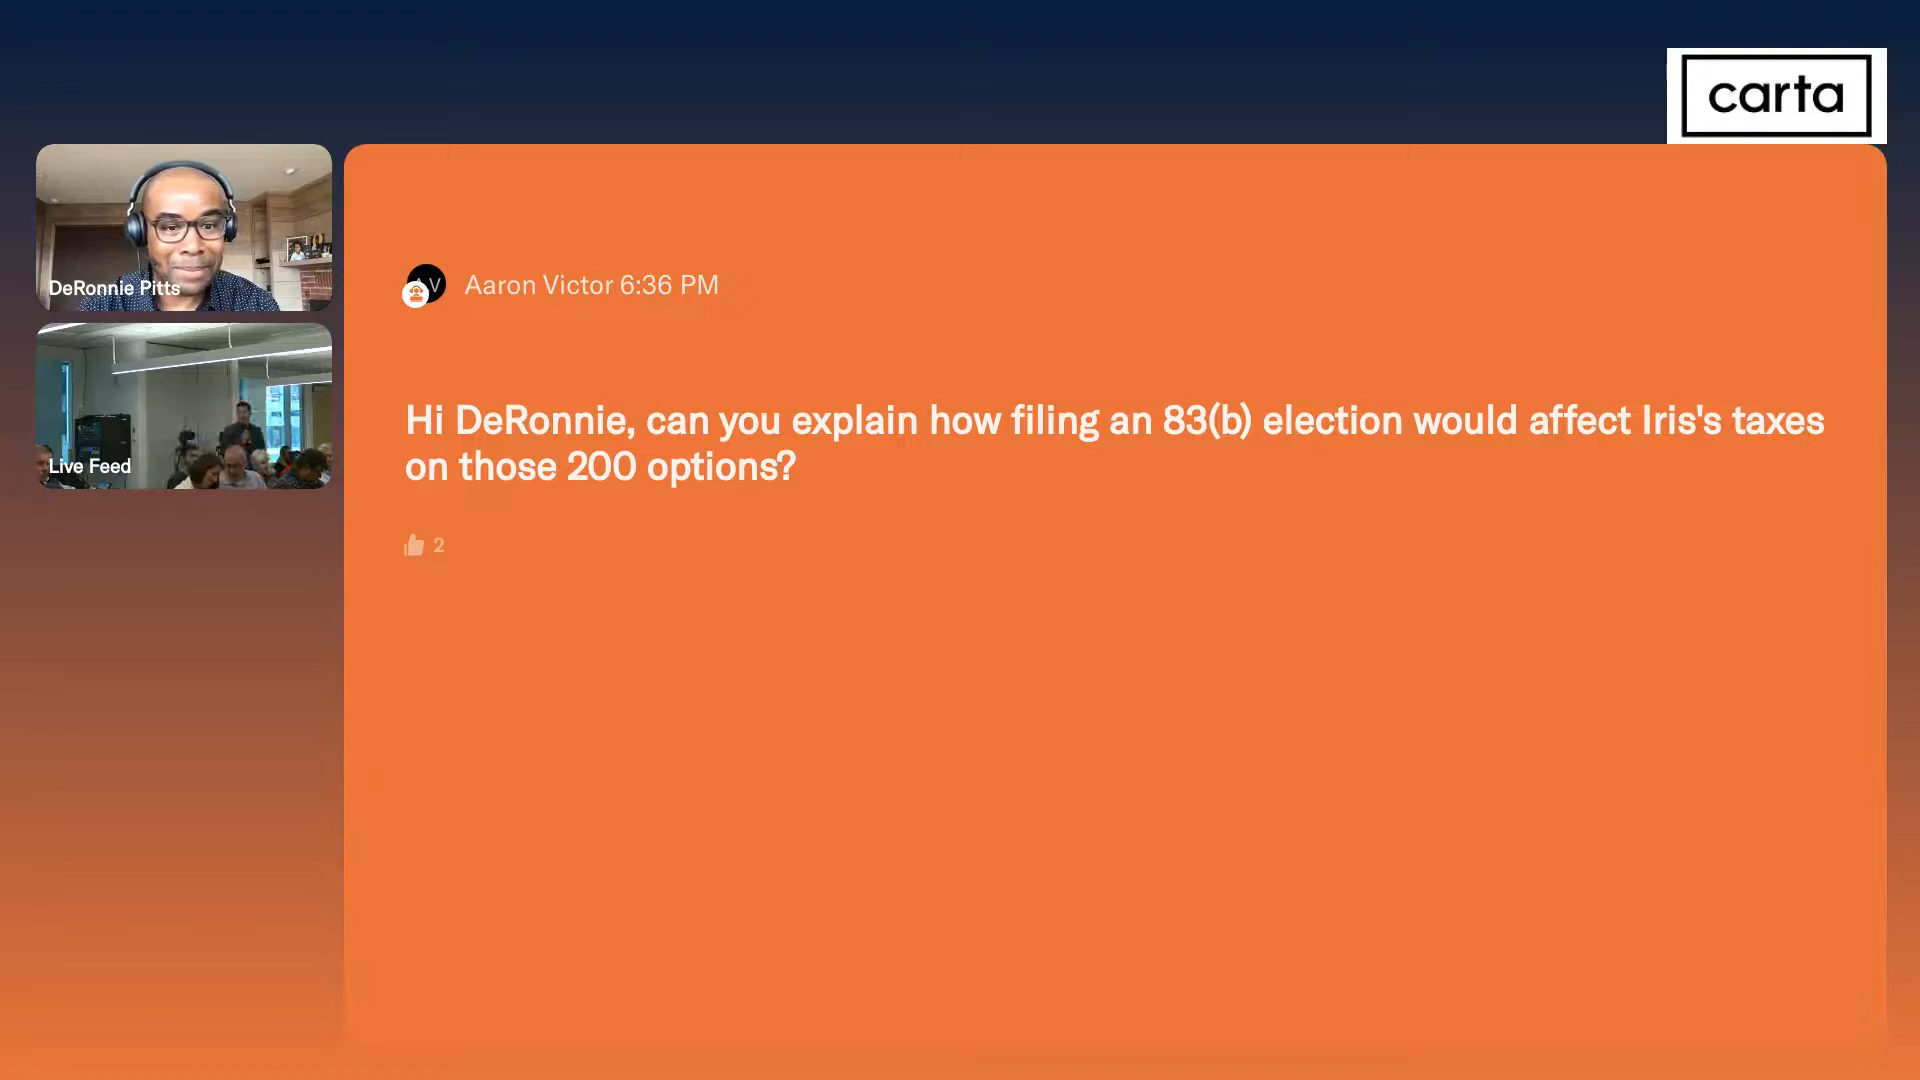 carta
DeRonnie Pitts
Live Feed
V
Aaron Victor 6:36 PM
Hi DeRonnie, can you explain how filing an 83(b) election would affect Iris's taxes
on those 200 options?
2